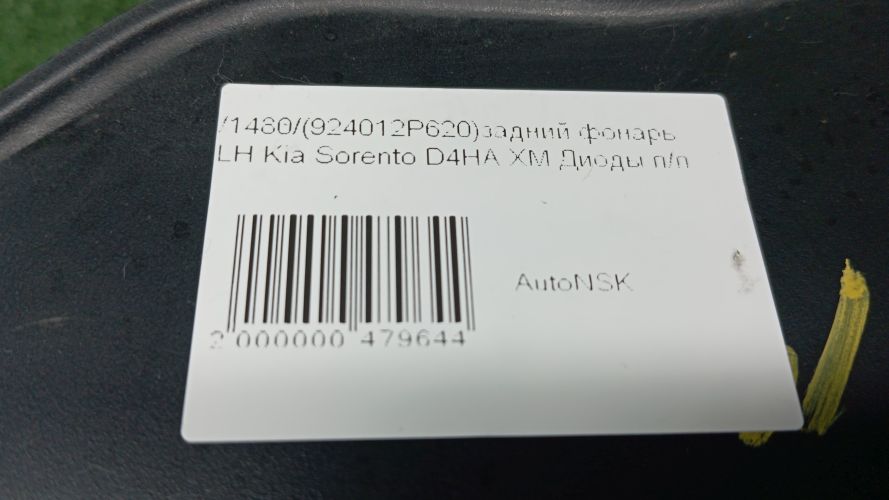 /1480/(924012P620)задний фонарь
LH Kia Sorento D4HA XM Диоды п/п
AutoNSK
2 000000 479644